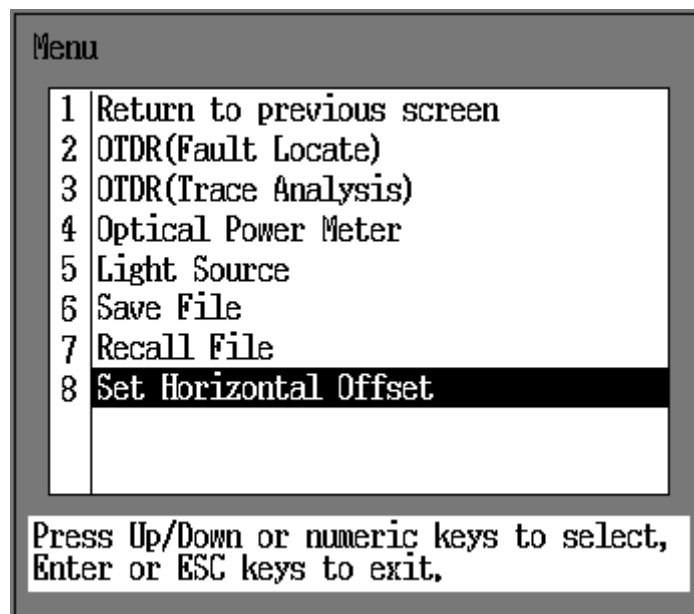 Menu
1 Return to previous screen
2 OTDR(Fault Locate)
3 OTDR(Trace Analysis)
4 Optical Power Meter
5 Light Source
6 Save File
7 Recall File
8 Set Horizontal Offset
Press Up/Down or numeric keys to select,
Enter or ESC keys to exit.